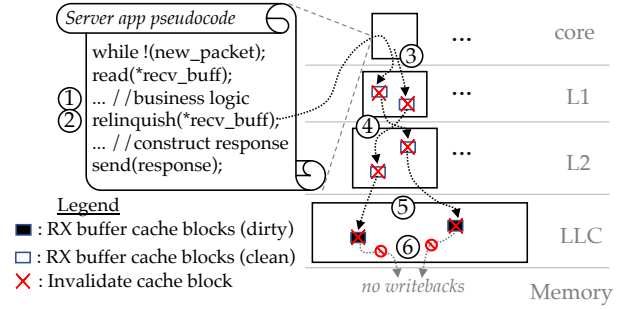 Server app pseudocode
while !(new_packet);
read(*recv_buff);
① ... //business logic
② relinquish(*recv_buff);
... //construct response
send(response);
Legend
: RX buffer cache blocks (dirty)
: RX buffer cache blocks (clean)
: Invalidate cache block
③
... core
... L1
④
... L2
⑤
⑥
LLC
no writebacks
Memory